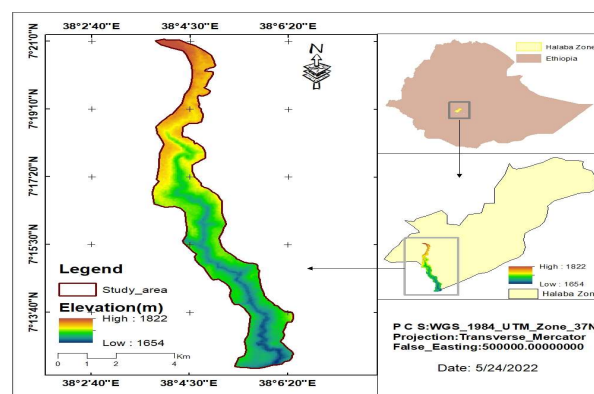 38°2'40"E 38°4'30"E 38°6'20"E
7°21'0"N
7°19'10"N
7°17'20"N
7°15'30"N
7°13'40"N
N
Legend
Study_area
Elevation(m)
High : 1822
Low : 1654
0 1 2 4
Km
38°2'40"E 38°4'30"E 38°6'20"E
Halaba Zone
Ethiopia
High : 1822
Low : 1654
Halaba Zon
P C S:WGS_1984_UTM_Zone_37N
Projection:Transverse_Mercator
False_Easting:500000.00000000
Date: 5/24/2022